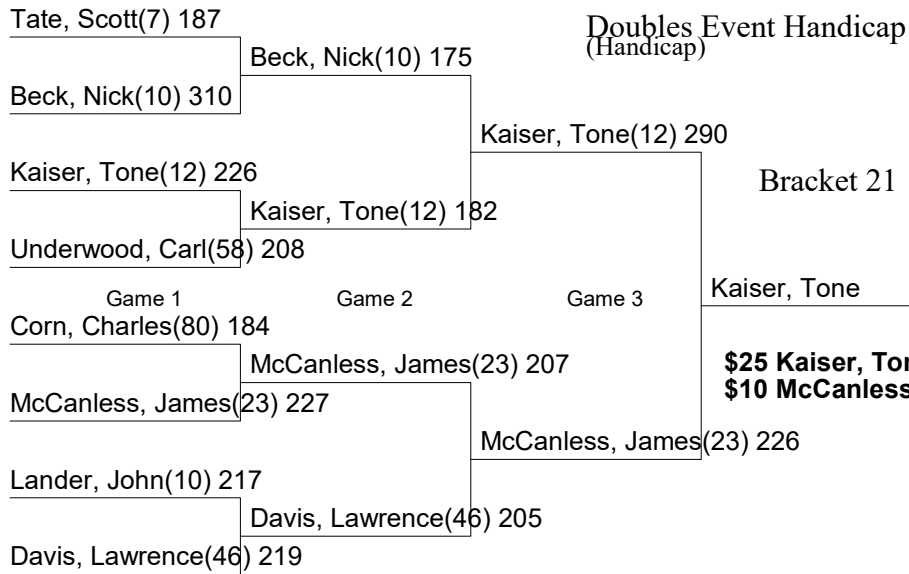 Tate, Scott(7) 187
Doubles Event Handicap
(Handicap)
Beck, Nick(10) 175
Beck, Nick(10) 310
Kaiser, Tone(12) 290
Kaiser, Tone(12) 226
Bracket 21
Kaiser, Tone(12) 182
Underwood, Carl(58) 208
Game 1
Game 2
Game 3
Kaiser, Tone
Corn, Charles(80) 184
McCanless, James(23) 207
$25 Kaiser, Ton
$10 McCanless
McCanless, James(23) 227
McCanless, James(23) 226
Lander, John(10) 217
Davis, Lawrence(46) 205
Davis, Lawrence(46) 219